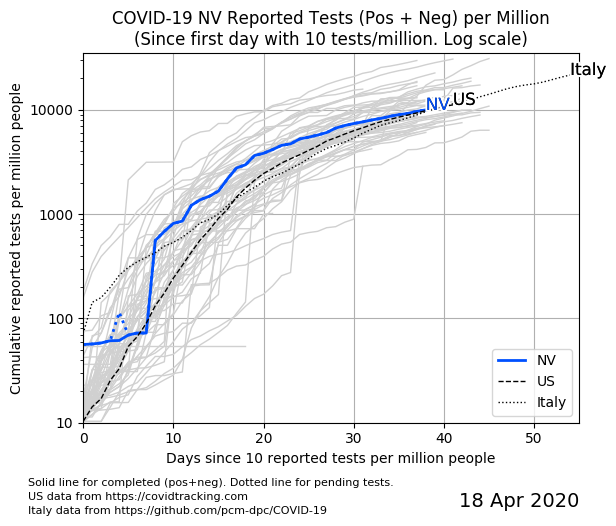 COVID-19 NV Reported Tests (Pos + Neg) per Million
(Since first day with 10 tests/million. Log scale)
Cumulative reported tests per million people
10000
1000
100
10
NV
US
Italy
NV
US
Italy
0
10
20
30
40
50
Days since 10 reported tests per million people
Solid line for completed (pos+neg). Dotted line for pending tests.
US data from https://covidtracking.com
Italy data from https://github.com/pcm-dpc/COVID-19
18 Apr 2020